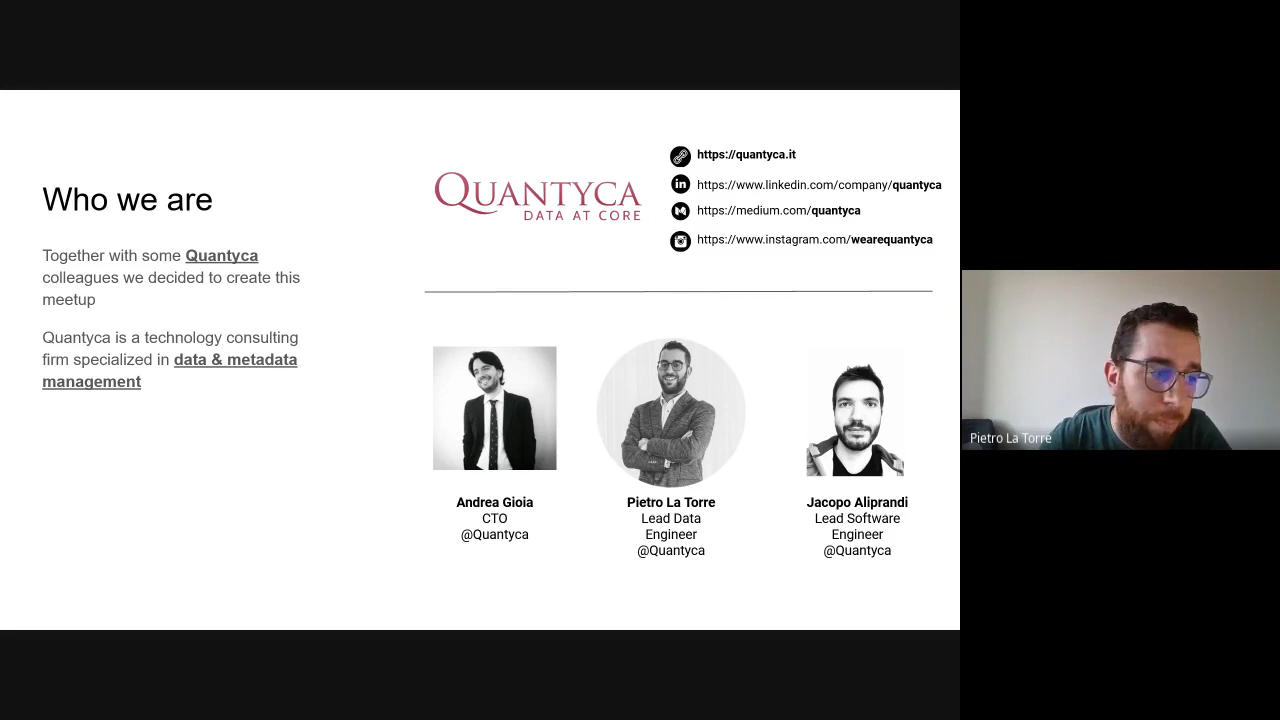 Who we are
Together with some Quantyca
colleagues we decided to create this
meetup
Quantyca is a technology consulting
firm specialized in data & metadata
management
QUANTYCA
DATA AT CORE
https://quantyca.it
in
https://www.linkedin.com/company/quantyca
https://medium.com/quantyca
https://www.instagram.com/wearequantyca
Andrea Gioia
CTO
@Quantyca
Pietro La Torre
Lead Data
Engineer
@Quantyca
Jacopo Aliprandi
Lead Software
Engineer
@Quantyca
Pietro La Torre